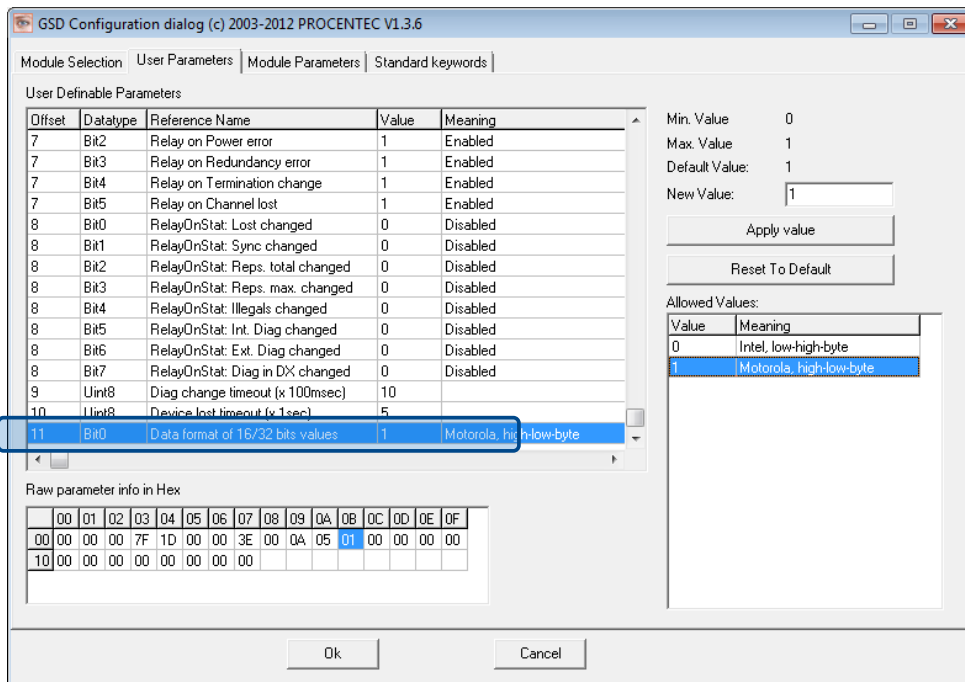 GSD Configuration dialog (c) 2003-2012 PROCENTEC V1.3.6
Module Selection User Parameters Module Parameters Standard keywords
User Definable Parameters
Offset Datatype Reference Name Value Meaning
7 Bit2 Relay on Power error 1 Enabled
7 Bit3 Relay on Redundancy error 1 Enabled
7 Bit4 Relay on Termination change 1 Enabled
7 Bit5 Relay on Channel lost 1 Enabled
8 Bit0 RelayOnStat: Lost changed 0 Disabled
8 Bit1 RelayOnStat: Sync changed 0 Disabled
8 Bit2 RelayOnStat: Reps. total changed 0 Disabled
8 Bit3 RelayOnStat: Reps. max. changed 0 Disabled
8 Bit4 RelayOnStat: Illegals changed 0 Disabled
8 Bit5 RelayOnStat: Int. Diag changed 0 Disabled
8 Bit6 RelayOnStat: Ext. Diag changed 0 Disabled
8 Bit7 RelayOnStat: Diag in DX changed 0 Disabled
9 Uint8 Diag change timeout (x 100msec) 10
10 Uint8 Device lost timeout (x 1sec) 5
11 Bit0 Data format of 16/32 bits values 1 Motorola, high-low-byte
Raw parameter info in Hex
00 01 02 03 04 05 06 07 08 09 0A 0B 0C 0D 0E 0F
00 00 00 00 7F 1D 00 00 3E 00 0A 05 01 00 00 00 00
10 00 00 00 00 00 00 00 00
Min. Value 0
Max. Value 1
Default Value: 1
New Value: 1
Apply value
Reset To Default
Allowed Values:
Value Meaning
0 Intel, low-high-byte
1 Motorola, high-low-byte
Ok Cancel